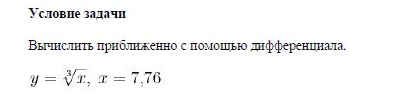 Условие задачи
Вычислить приближенно с помощью дифференциала.
y = ∛x, x = 7,76